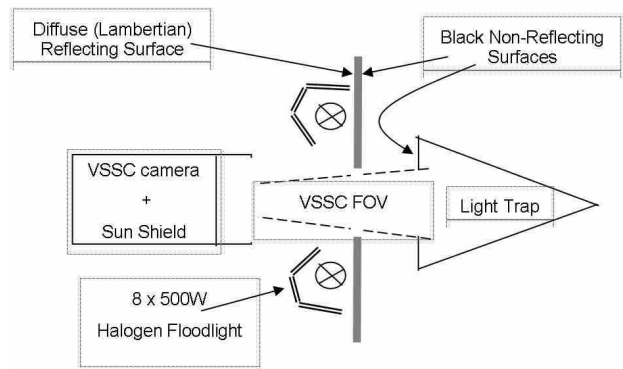 Diffuse (Lambertian)
Reflecting Surface
Black Non-Reflecting
Surfaces
VSSC camera
+
Sun Shield
VSSC FOV
Light Trap
8 x 500W
Halogen Floodlight